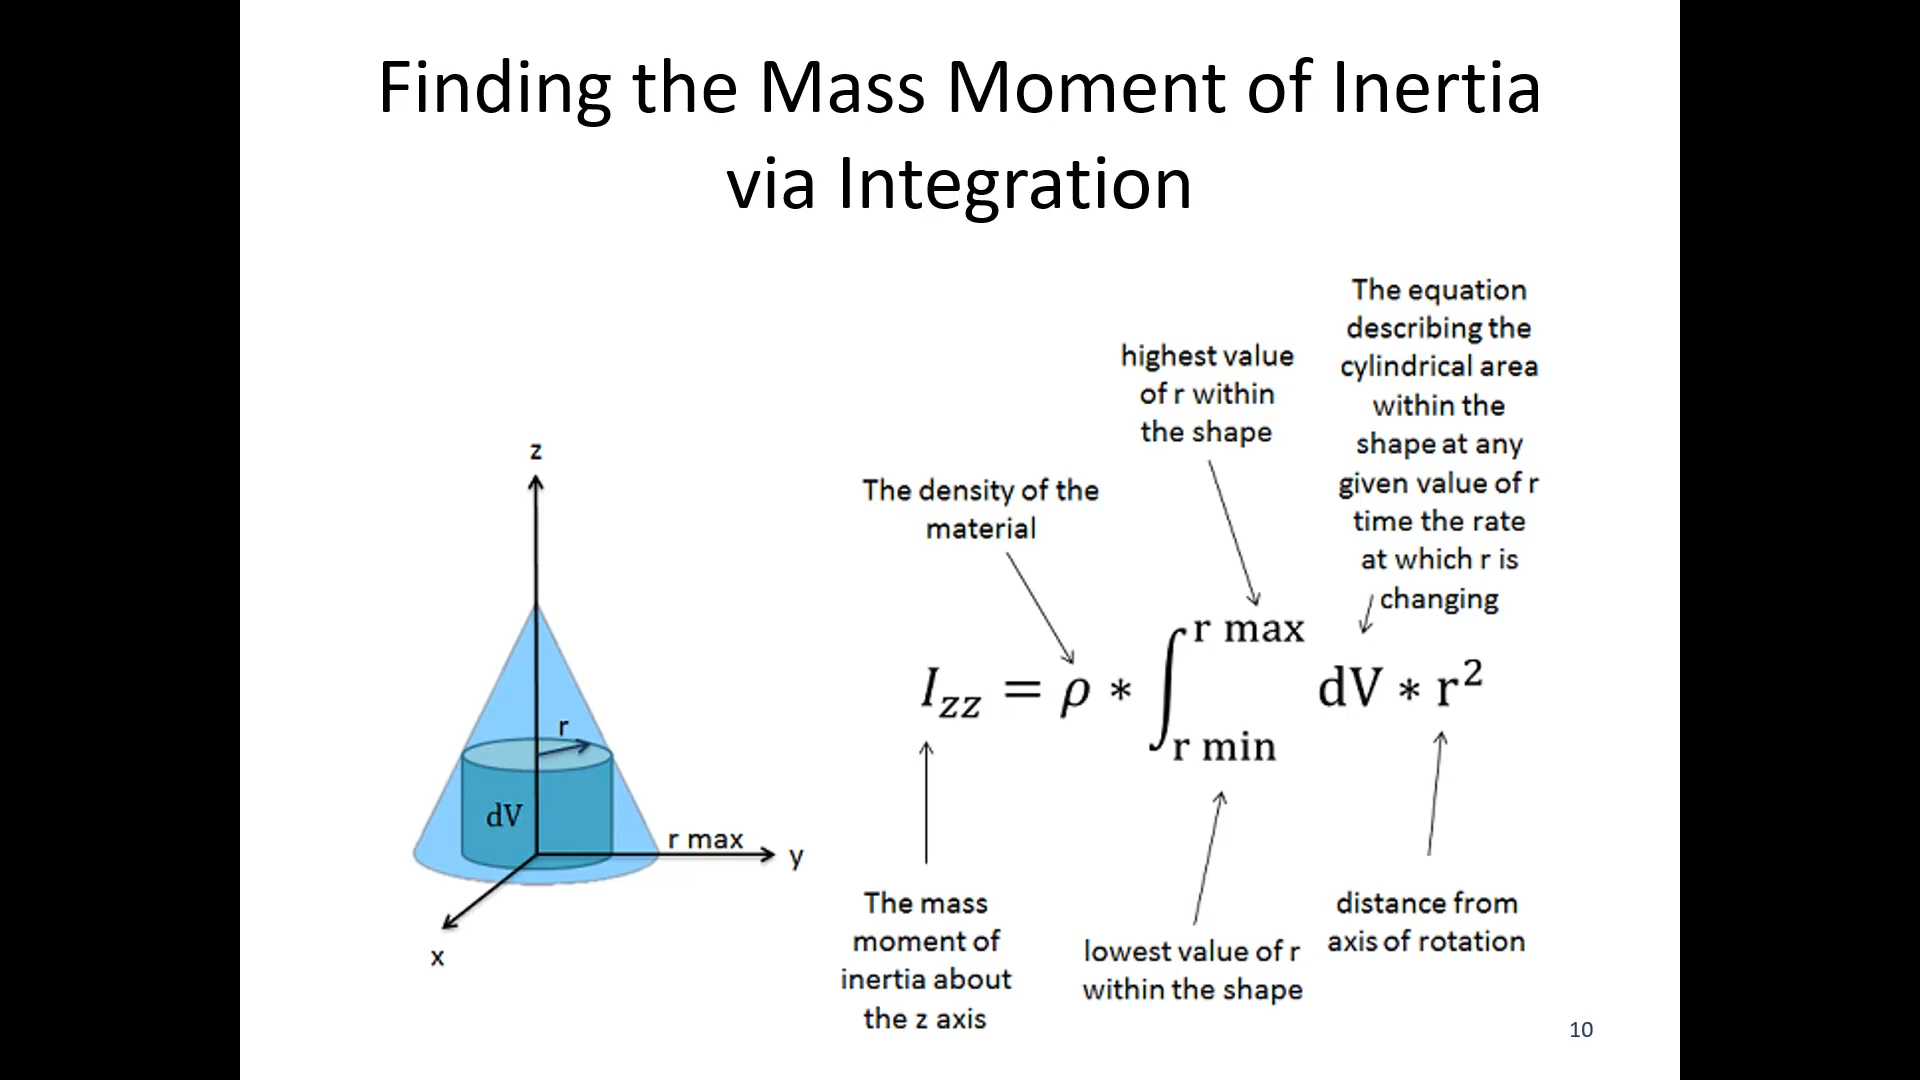 Finding the Mass Moment of Inertia
via Integration
z
r
dV
r max
y
x
The density of the
material
highest value
of r within
the shape
The equation
describing the
cylindrical area
within the
shape at any
given value of r
time the rate
at which r is
changing
I_{zz} = ρ * ∫_{r min}^{r max} dV * r²
The mass
moment of
inertia about
the z axis
lowest value of r
within the shape
distance from
axis of rotation
10